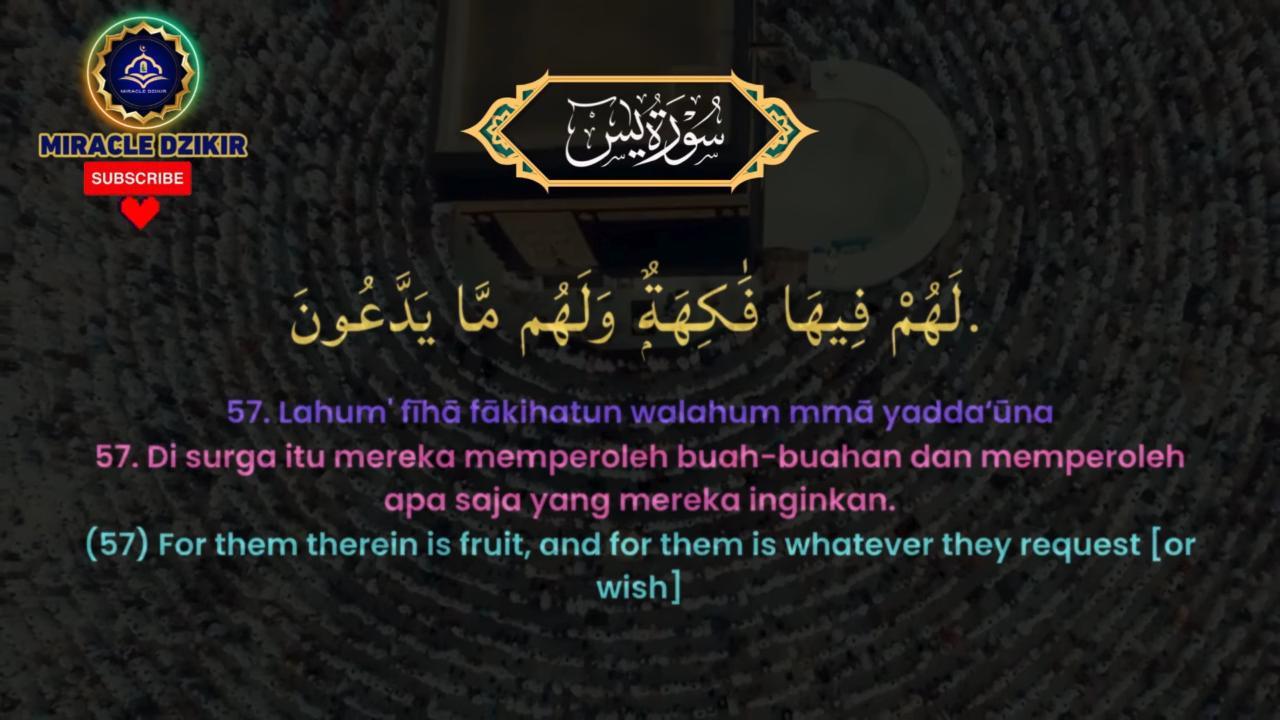 MIRACLE DZIKIR
MIRACLE DZIKIR
SUBSCRIBE
سُوْرَةُ يٰسٓ
لَهُمْ فِيهَا فَٰكِهَةٌۭ وَلَهُم مَّا يَدَّعُونَ.
57. Lahum' fīhā fākihatun walahum mmā yadda‘ūna
57. Di surga itu mereka memperoleh buah-buahan dan memperoleh
apa saja yang mereka inginkan.
(57) For them therein is fruit, and for them is whatever they request [or
wish]